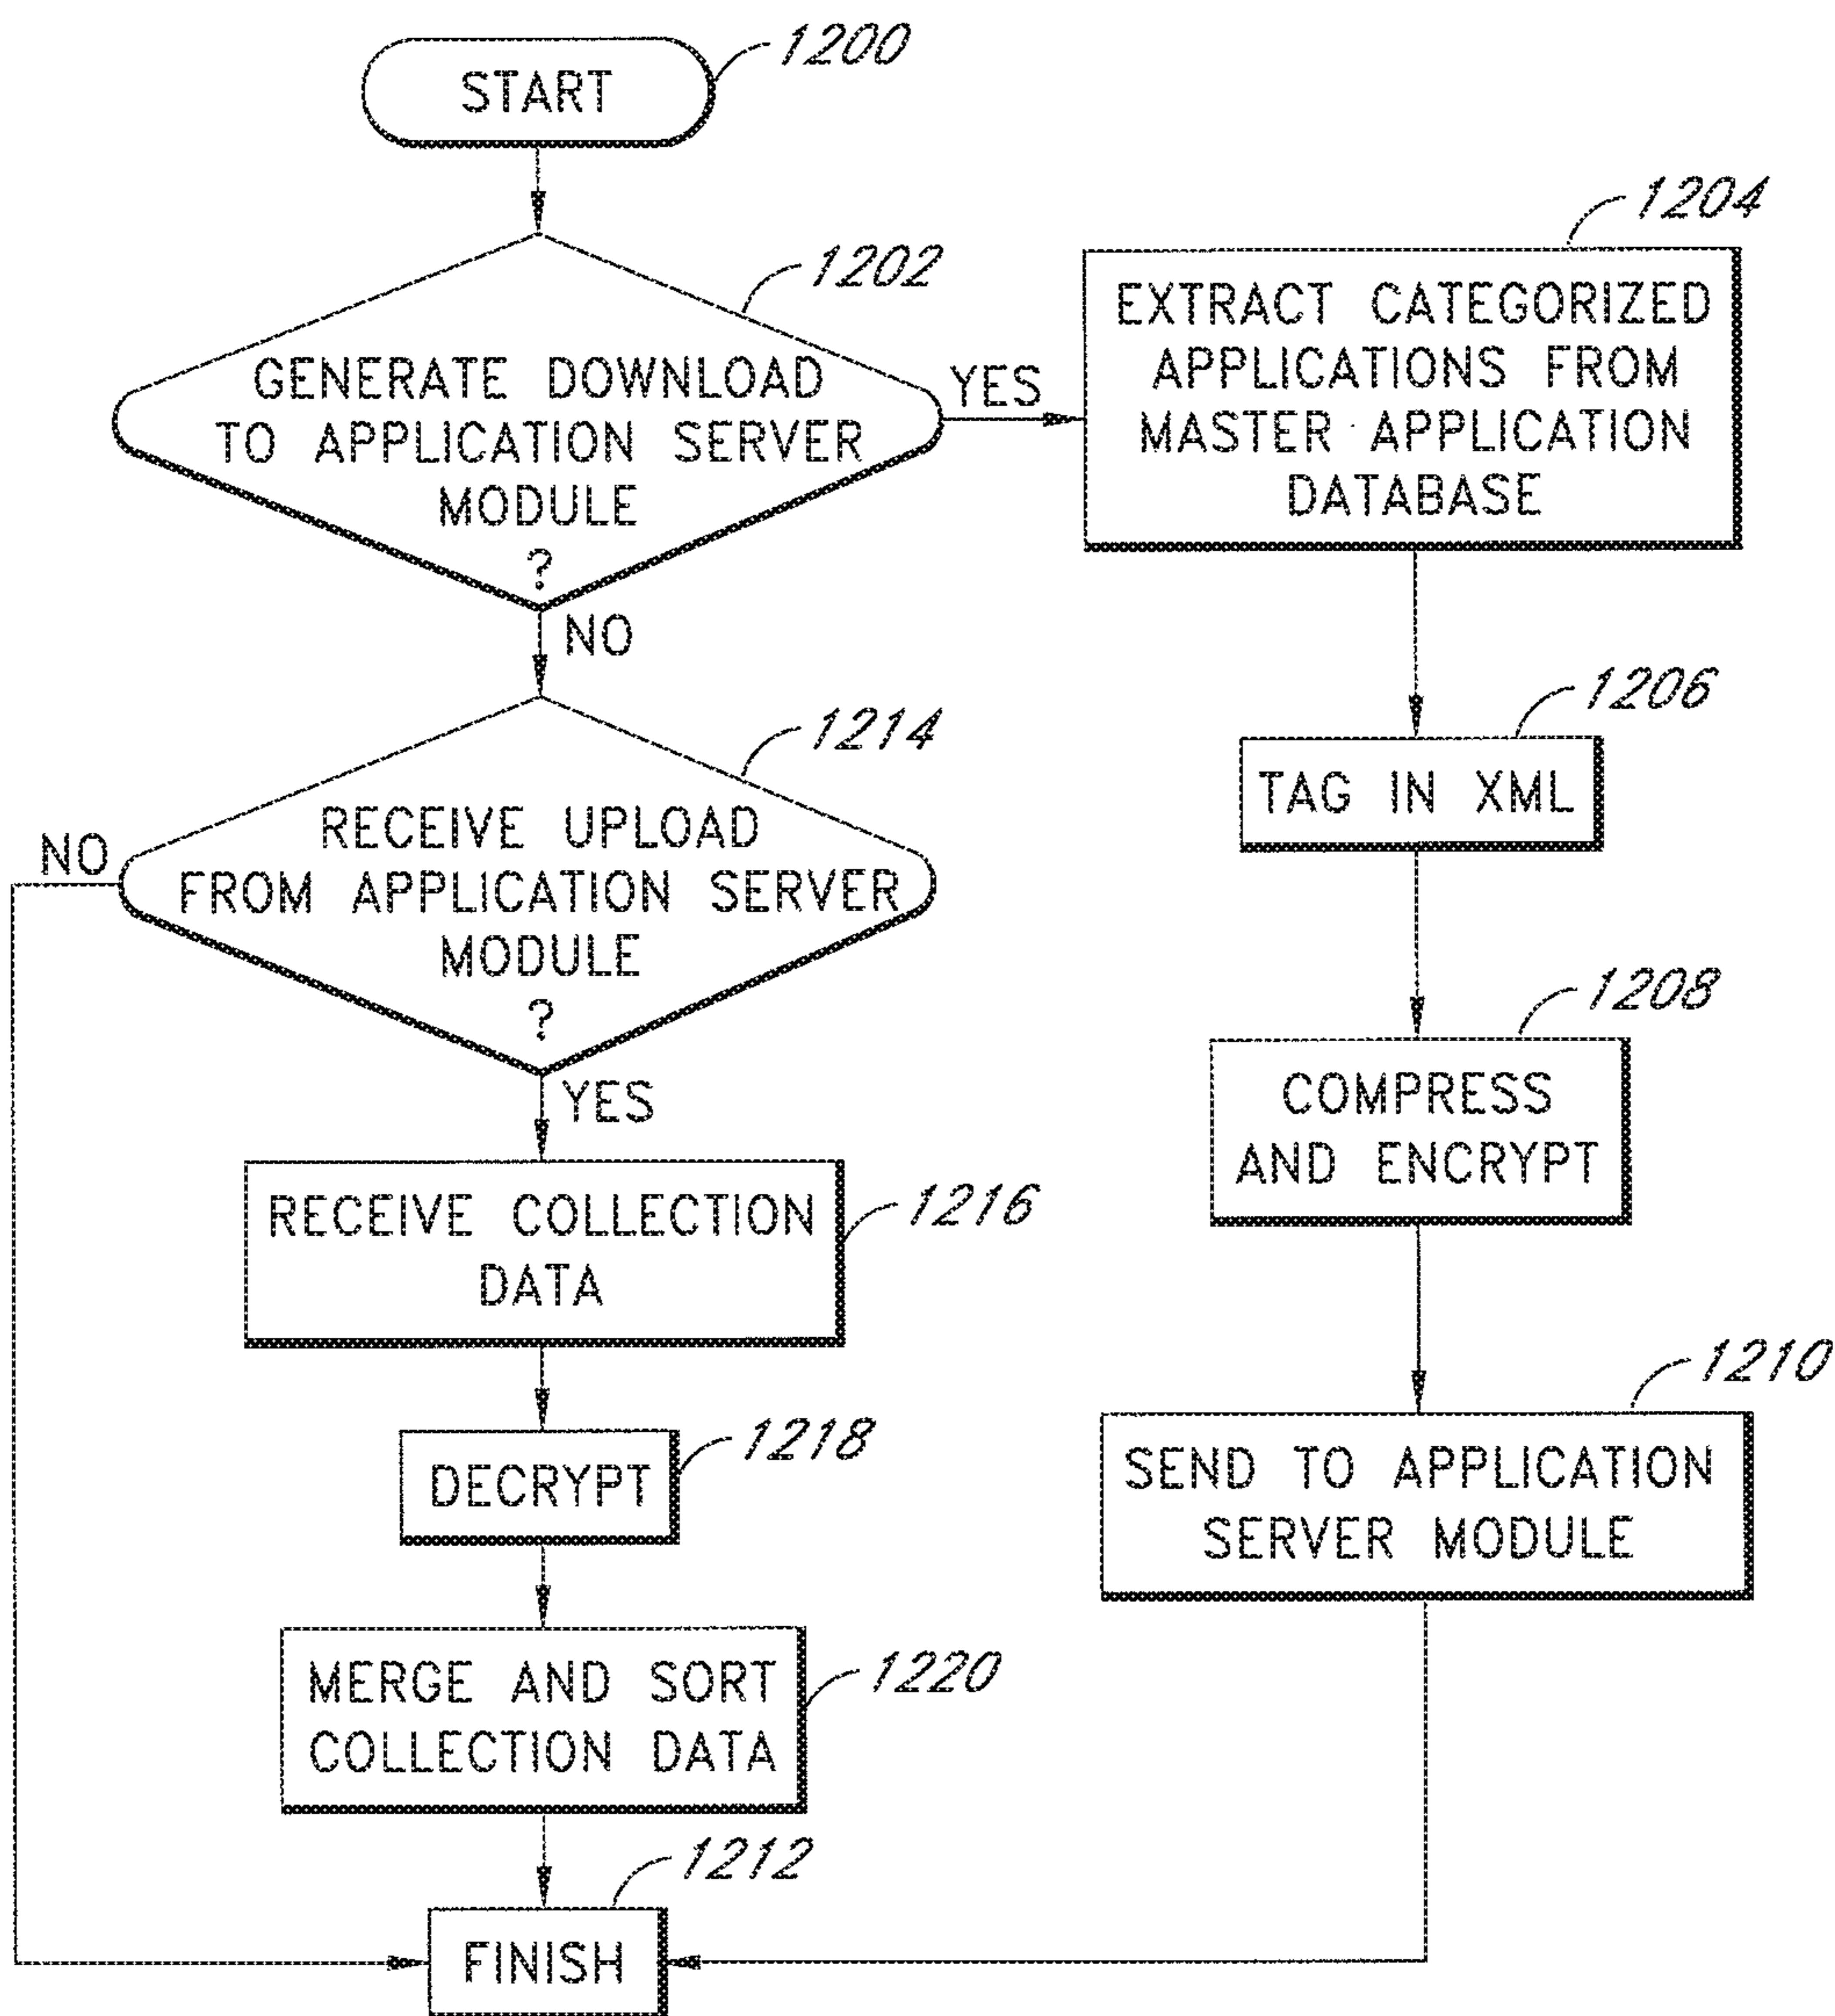 START
1200
1202
GENERATE DOWNLOAD
TO APPLICATION SERVER
MODULE
?
YES
NO
1204
EXTRACT CATEGORIZED
APPLICATIONS FROM
MASTER APPLICATION
DATABASE
1206
TAG IN XML
1208
COMPRESS
AND ENCRYPT
1210
SEND TO APPLICATION
SERVER MODULE
1214
RECEIVE UPLOAD
FROM APPLICATION SERVER
MODULE
?
NO
YES
RECEIVE COLLECTION
DATA
1216
DECRYPT
1218
MERGE AND SORT
COLLECTION DATA
1220
1212
FINISH